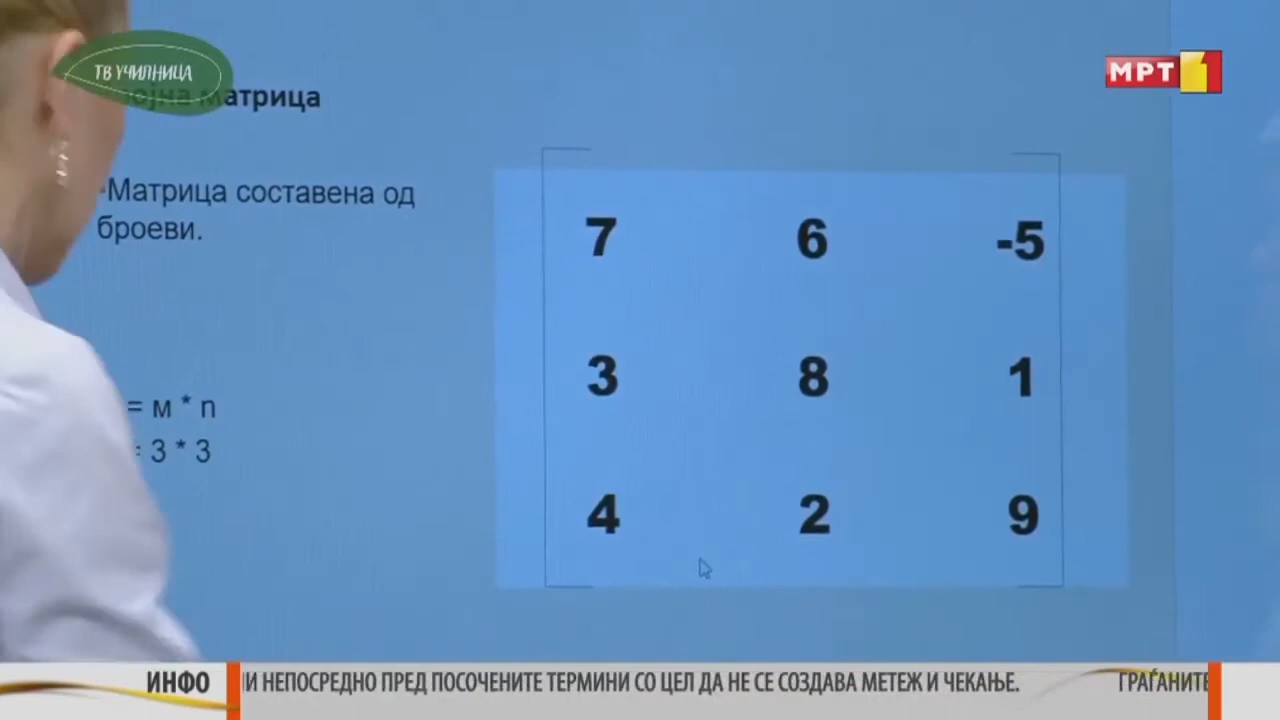 ТВ УЧИЛНИЦА
МРТ 1
матрица
-Матрица составена од
броеви.
7 6 -5
3 8 1
4 2 9
= м * n
= 3 * 3
ИНФО
НЕПОСРЕДНО ПРЕД ПОСОЧЕНИТЕ ТЕРМИНИ СО ЦЕЛ ДА НЕ СЕ СОЗДАВА МЕТЕЖ И ЧЕКАЊЕ. ГРАЃАНИТЕ